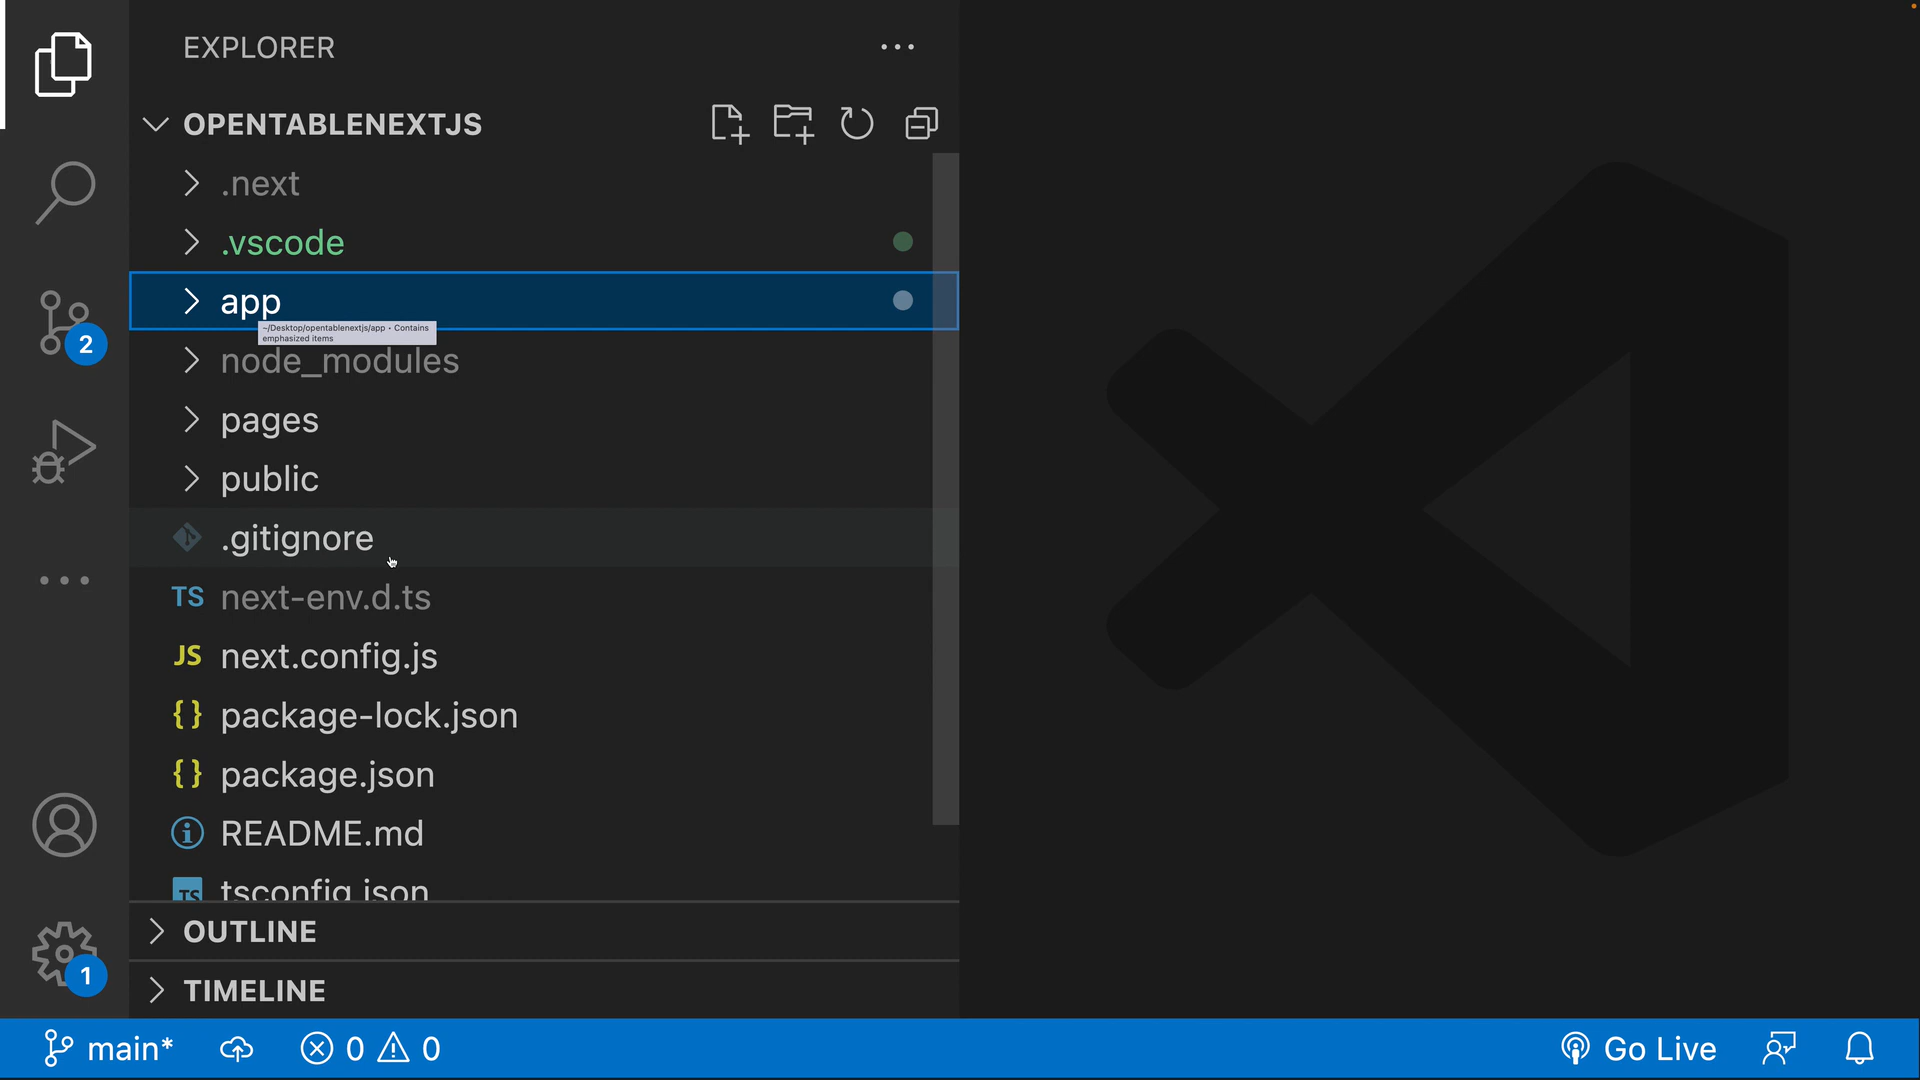 EXPLORER
OPENTABLENEXTJS
.next
.vscode
app
~/Desktop/opentablenextjs/app • Contains
emphasized items
node_modules
pages
public
.gitignore
TS next-env.d.ts
JS next.config.js
{} package-lock.json
{} package.json
README.md
TS tsconfig.json
OUTLINE
TIMELINE
2
1
main* 0 0 Go Live